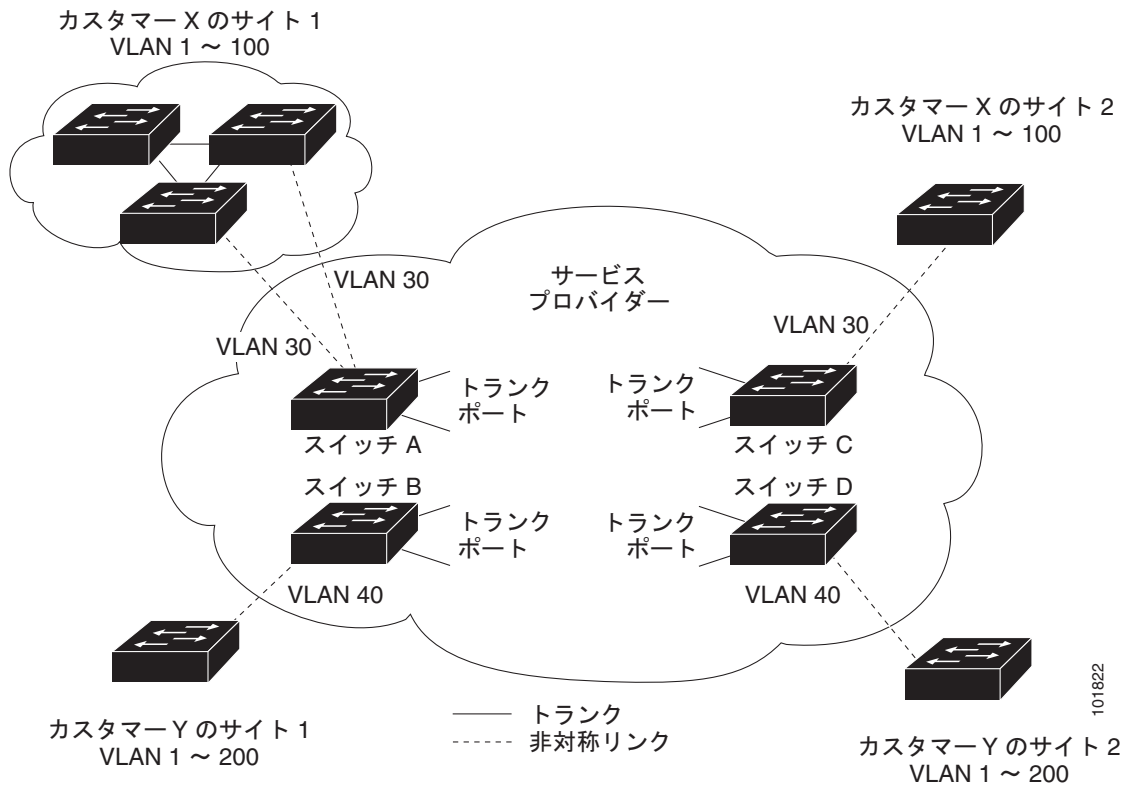 カスタマー X のサイト 1
VLAN 1 ～ 100
カスタマー X のサイト 2
VLAN 1 ～ 100
VLAN 30
サービス
プロバイダー
VLAN 30
VLAN 30
トランク
ポート
トランク
ポート
スイッチ A
スイッチ C
スイッチ B
スイッチ D
トランク
ポート
トランク
ポート
VLAN 40
VLAN 40
カスタマー Y のサイト 1
VLAN 1 ～ 200
トランク
非対称リンク
カスタマー Y のサイト 2
VLAN 1 ～ 200
101822